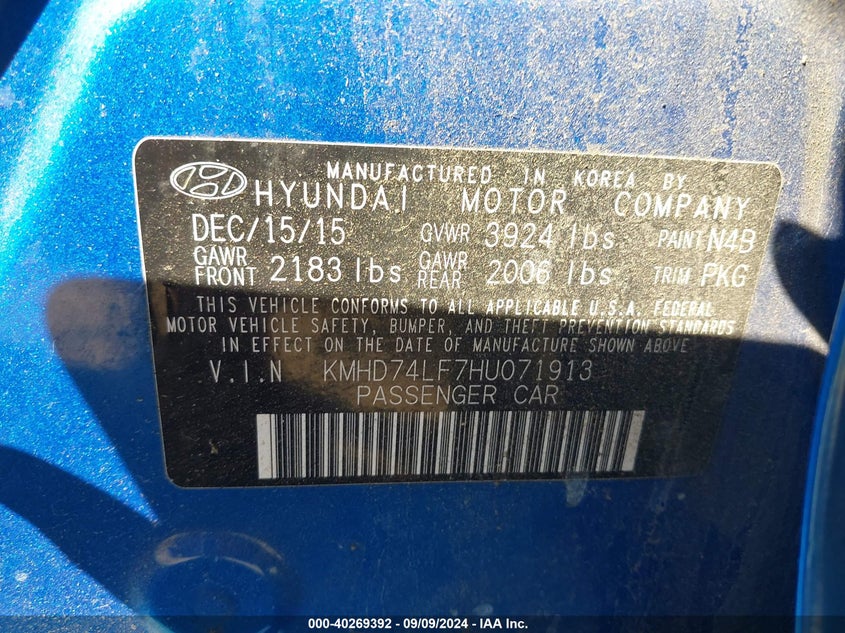 MANUFACTURED IN KOREA BY
HYUNDAI MOTOR COMPANY
DEC/15/15 GVWR 3924 lbs PAINT N4B
GAWR FRONT 2183 lbs GAWR REAR 2006 lbs TRIM PKG
THIS VEHICLE CONFORMS TO ALL APPLICABLE U.S.A. FEDERAL
MOTOR VEHICLE SAFETY, BUMPER, AND THEFT PREVENTION STANDARDS
IN EFFECT ON THE DATE OF MANUFACTURE SHOWN ABOVE
V.I.N KMHD74LF7HU071913
PASSENGER CAR
000-40269392 - 09/09/2024 - IAA Inc.